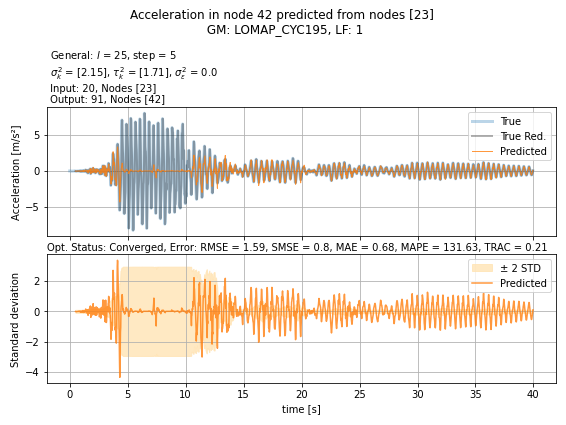 Acceleration in node 42 predicted from nodes [23]
GM: LOMAP_CYC195, LF: 1
General: l = 25, step = 5
σ²ₖ = [2.15], τ²ₖ = [1.71], σ²ε = 0.0
Input: 20, Nodes [23]
Output: 91, Nodes [42]
True
True Red.
Predicted
Acceleration [m/s²]
5
0
−5
Opt. Status: Converged, Error: RMSE = 1.59, SMSE = 0.8, MAE = 0.68, MAPE = 131.63, TRAC = 0.21
± 2 STD
Predicted
Standard deviation
2
0
−2
−4
0 5 10 15 20 25 30 35 40
time [s]